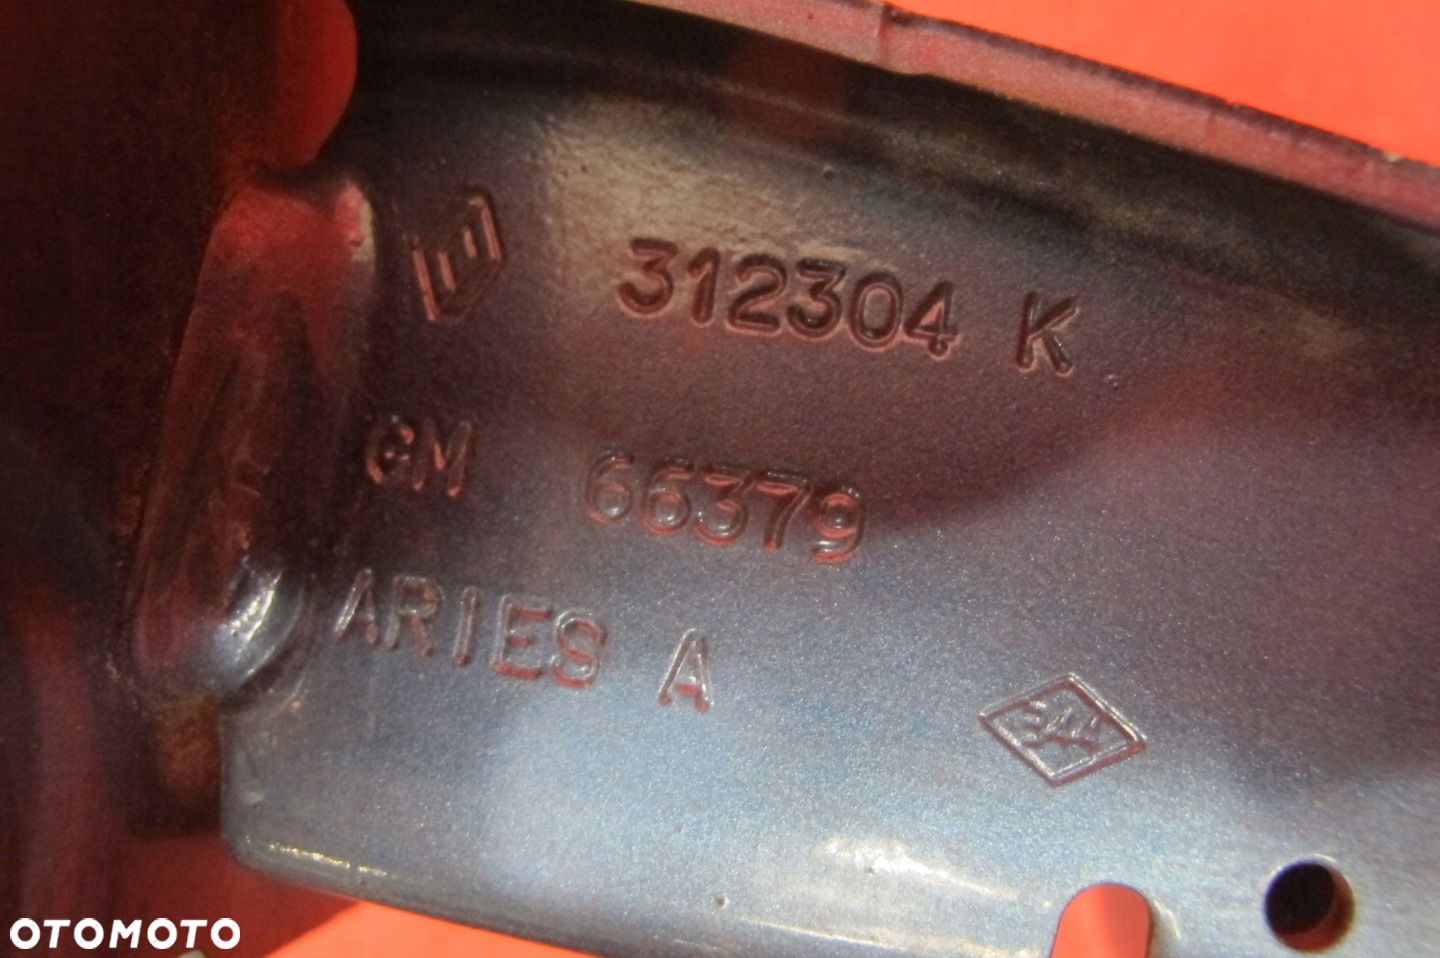 312304 K
GM 66379
ARIES A
OTOMOTO